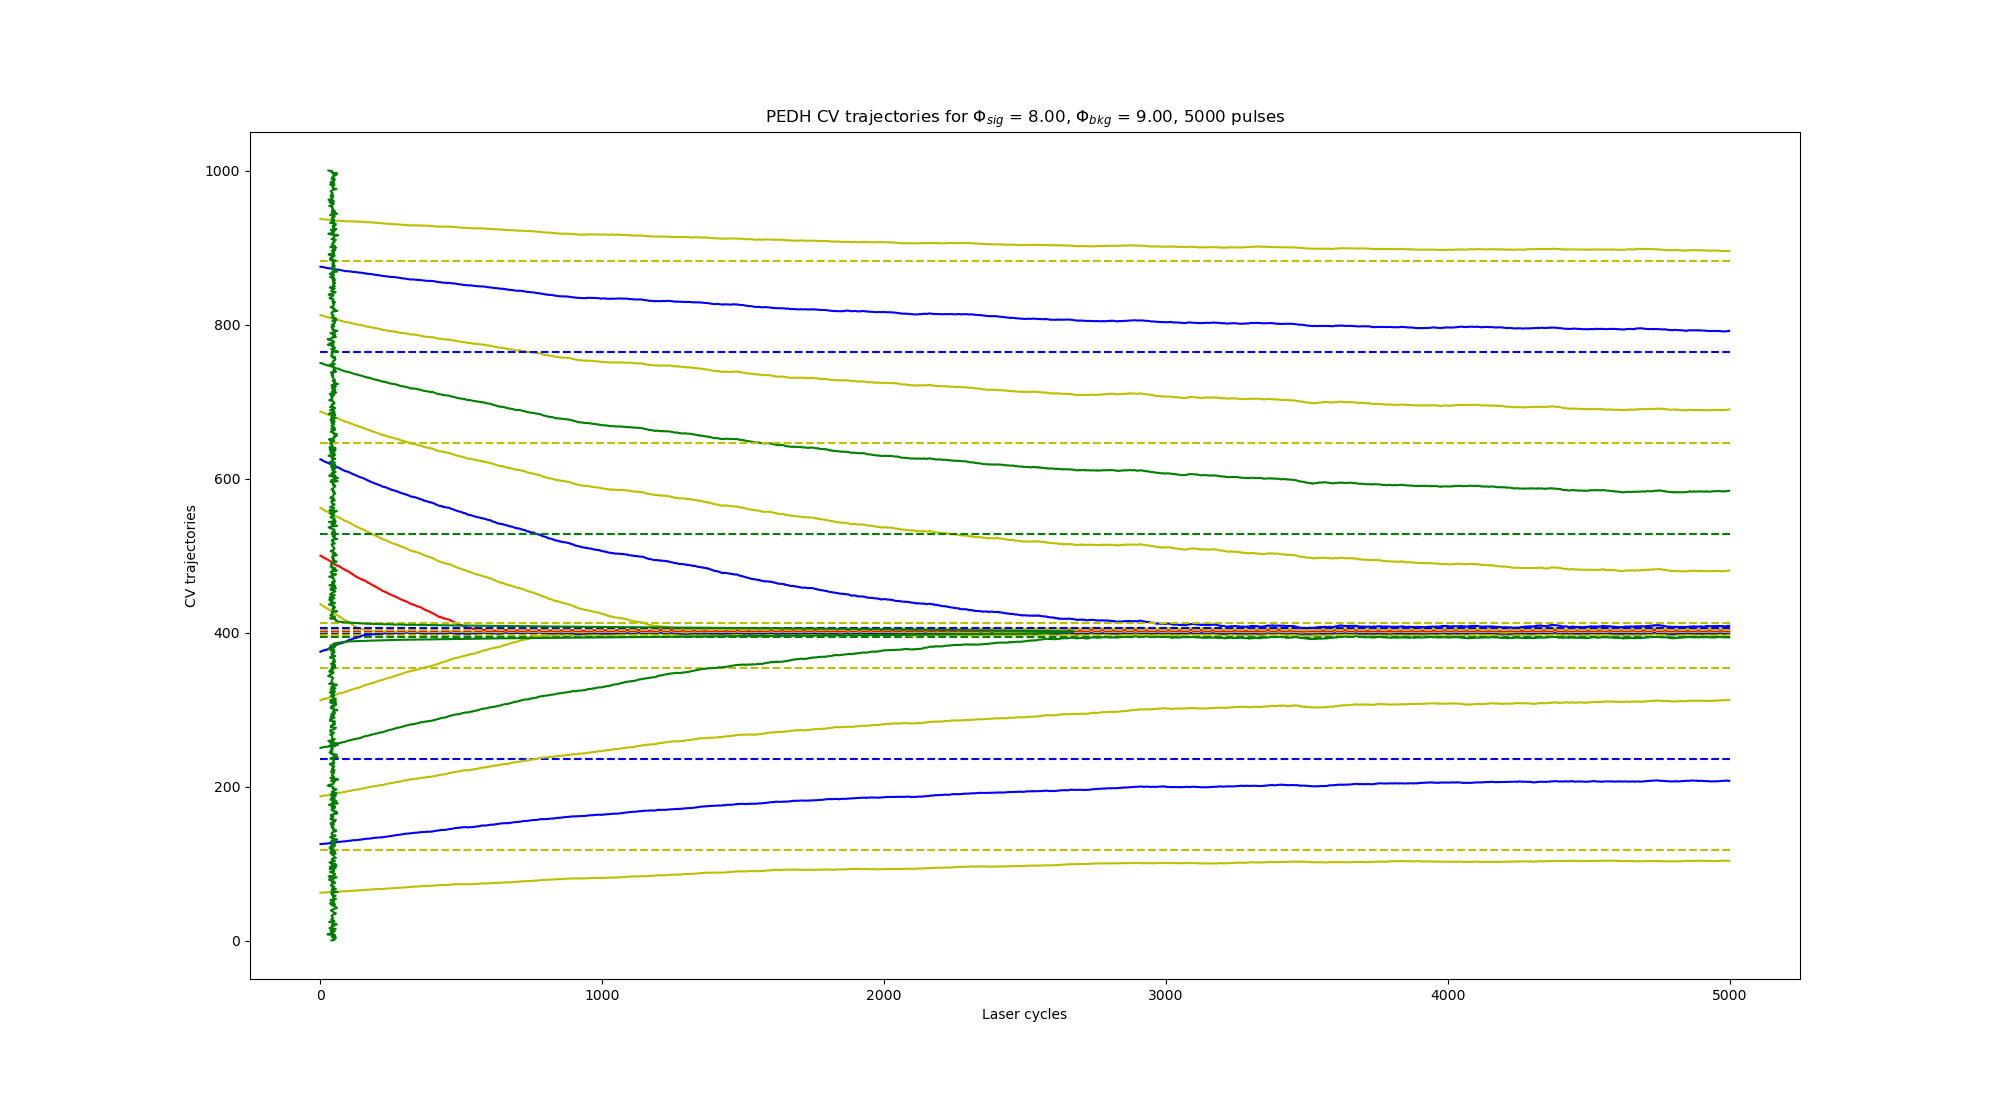 PEDH CV trajectories for Φsig = 8.00, Φbkg = 9.00, 5000 pulses
1000
800
600
400
200
0
CV trajectories
0 1000 2000 3000 4000 5000
Laser cycles